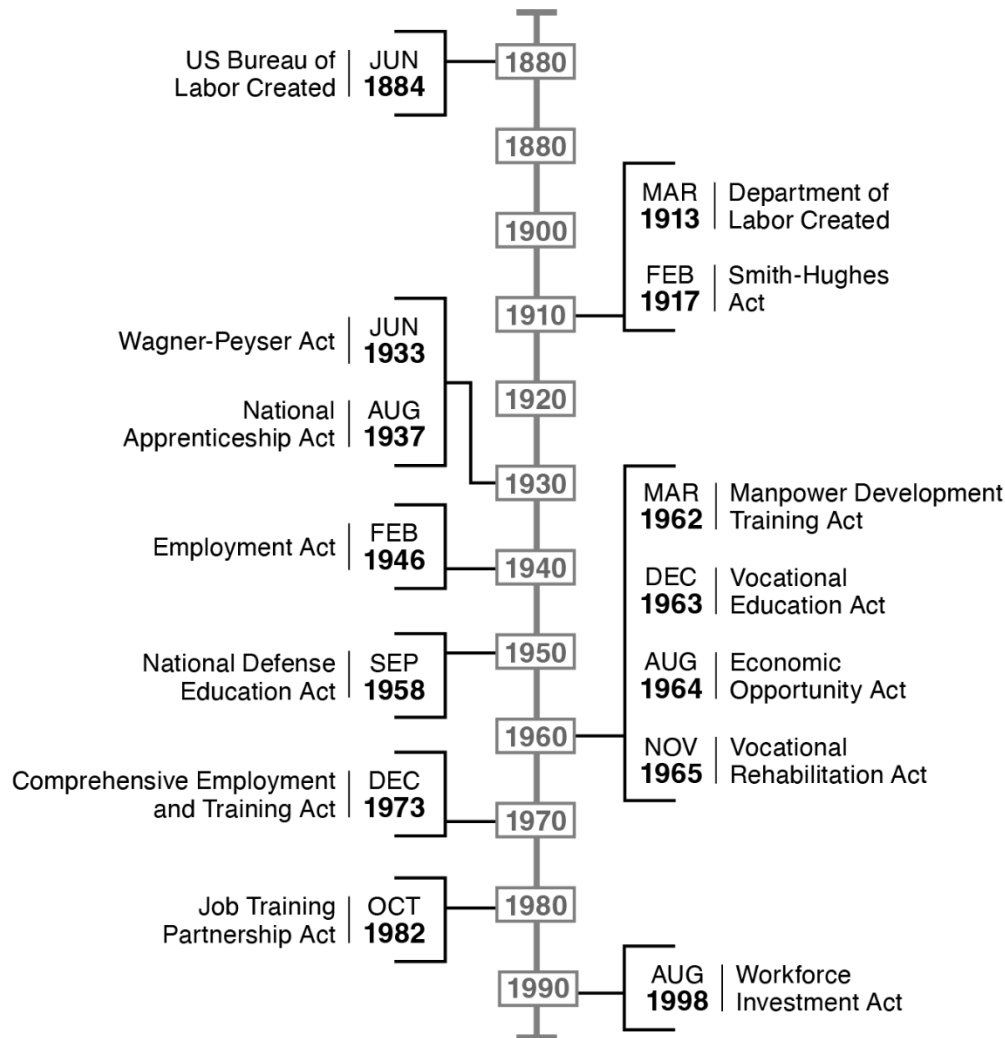 US Bureau of
Labor Created
JUN
1884
1880
1880
MAR
1913
Department of
Labor Created
1900
FEB
1917
Smith-Hughes
Act
1910
Wagner-Peyser Act
JUN
1933
1920
National
Apprenticeship Act
AUG
1937
1930
MAR
1962
Manpower Development
Training Act
Employment Act
FEB
1946
1940
DEC
1963
Vocational
Education Act
1950
National Defense
Education Act
SEP
1958
AUG
1964
Economic
Opportunity Act
1960
NOV
1965
Vocational
Rehabilitation Act
Comprehensive Employment
and Training Act
DEC
1973
1970
Job Training
Partnership Act
OCT
1982
1980
1990
AUG
1998
Workforce
Investment Act